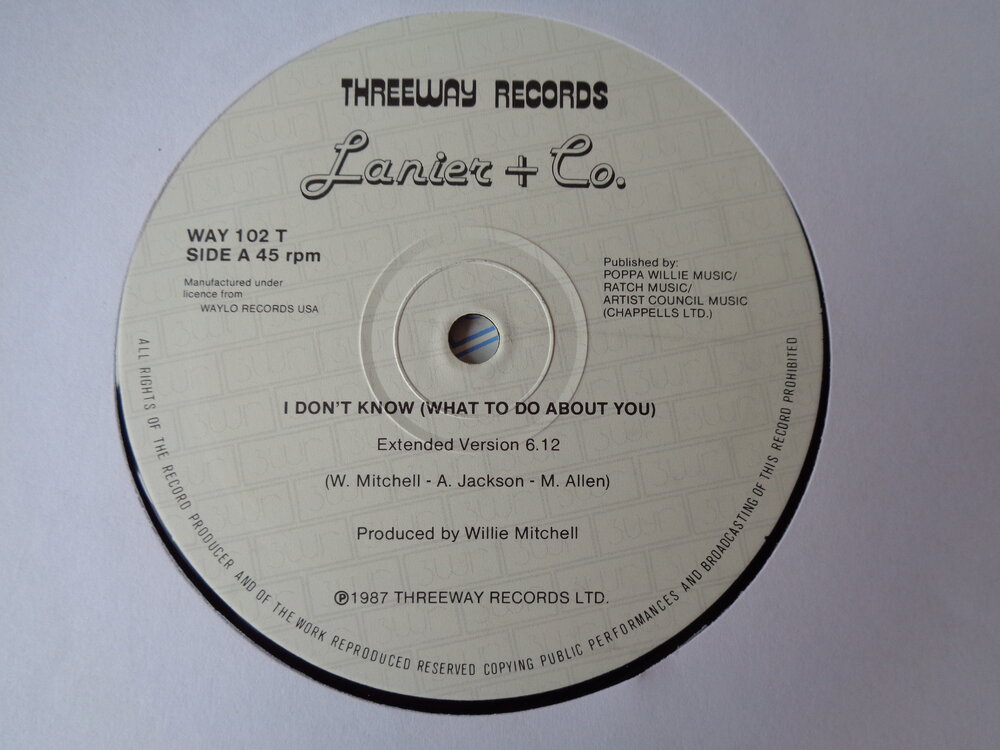 THREEWAY RECORDS
Lanier + Co.
WAY 102 T
SIDE A 45 rpm
Manufactured under
licence from
WAYLO RECORDS USA
Published by:
POPPA WILLIE MUSIC/
RATCH MUSIC/
ARTIST COUNCIL MUSIC
(CHAPPELLS LTD.)
I DON'T KNOW (WHAT TO DO ABOUT YOU)
Extended Version 6.12
(W. Mitchell - A. Jackson - M. Allen)
Produced by Willie Mitchell
℗1987 THREEWAY RECORDS LTD.
ALL RIGHTS OF THE RECORD PRODUCER AND OF THE WORK REPRODUCED RESERVED COPYING PUBLIC PERFORMANCES AND BROADCASTING OF THIS RECORD PROHIBITED